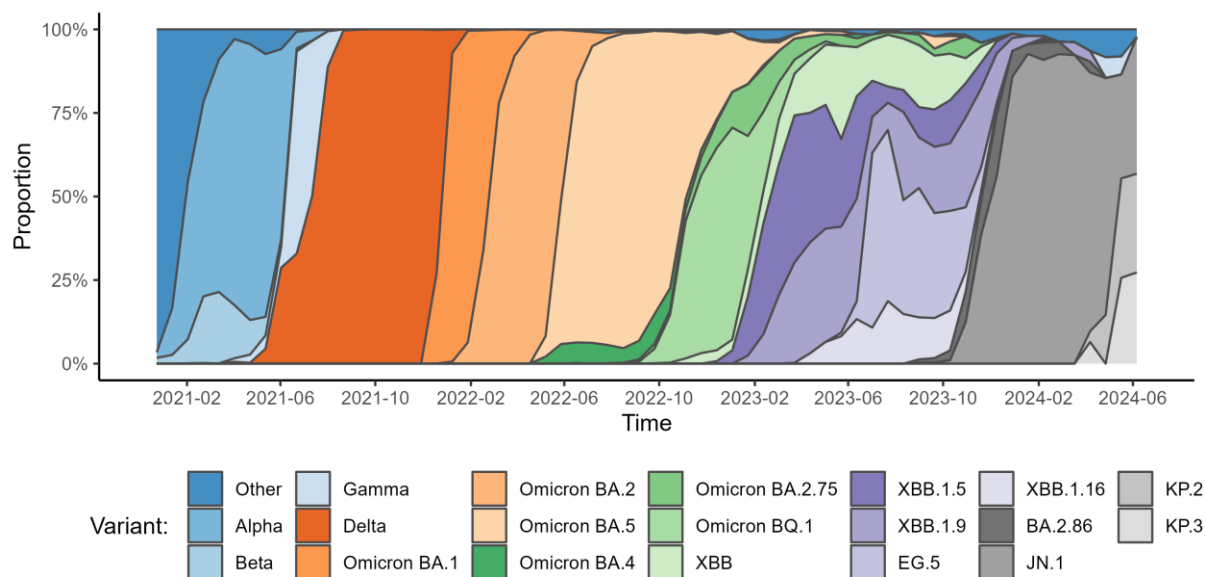 100%
75%
50%
25%
0%
Proportion
2021-02 2021-06 2021-10 2022-02 2022-06 2022-10 2023-02 2023-06 2023-10 2024-02 2024-06
Time
Variant:
Other Gamma Omicron BA.2 Omicron BA.2.75 XBB.1.5 XBB.1.16 KP.2
Alpha Delta Omicron BA.5 Omicron BQ.1 XBB.1.9 BA.2.86 KP.3
Beta Omicron BA.1 Omicron BA.4 XBB EG.5 JN.1